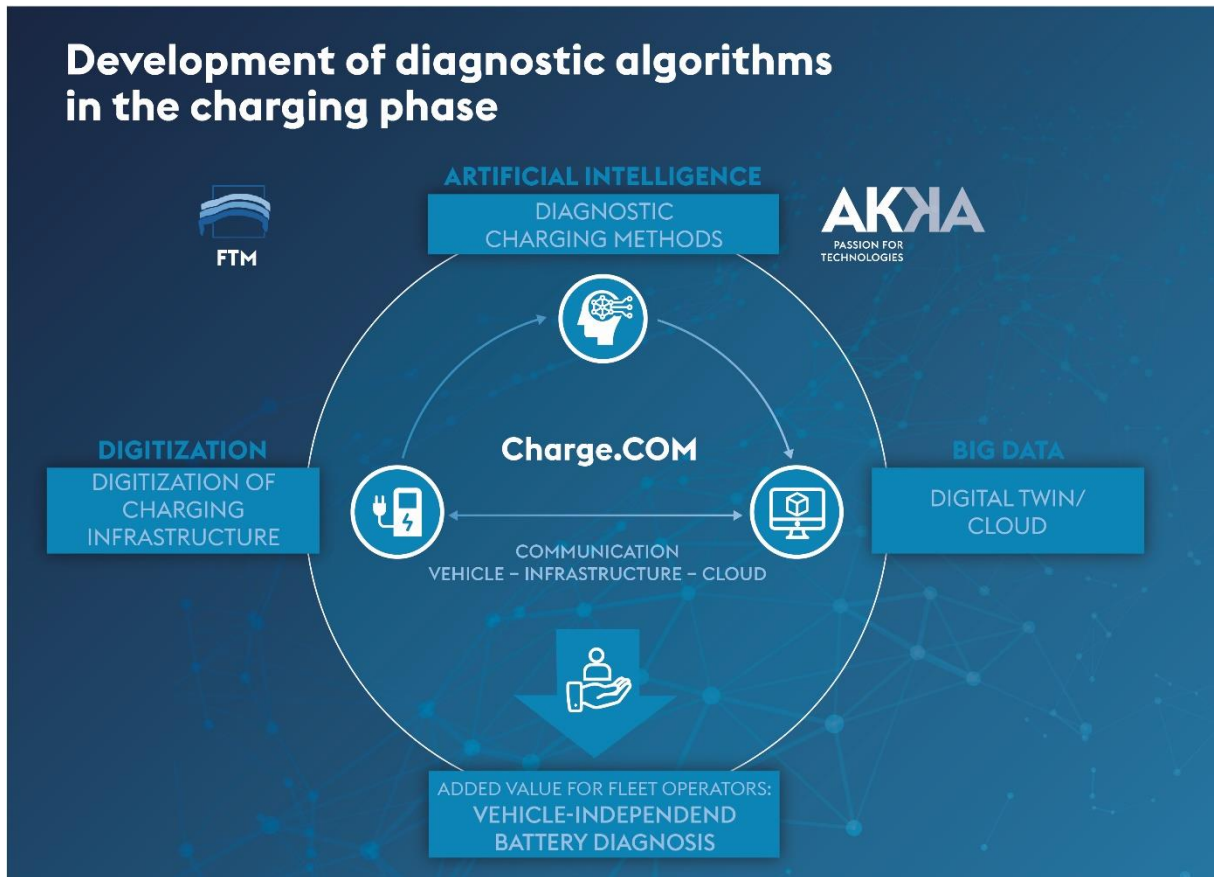 Development of diagnostic algorithms
in the charging phase
FTM
ARTIFICIAL INTELLIGENCE
DIAGNOSTIC
CHARGING METHODS
AKKA
PASSION FOR
TECHNOLOGIES
DIGITIZATION
DIGITIZATION OF
CHARGING
INFRASTRUCTURE
Charge.COM
BIG DATA
DIGITAL TWIN/
CLOUD
COMMUNICATION
VEHICLE – INFRASTRUCTURE – CLOUD
ADDED VALUE FOR FLEET OPERATORS:
VEHICLE-INDEPENDEND
BATTERY DIAGNOSIS